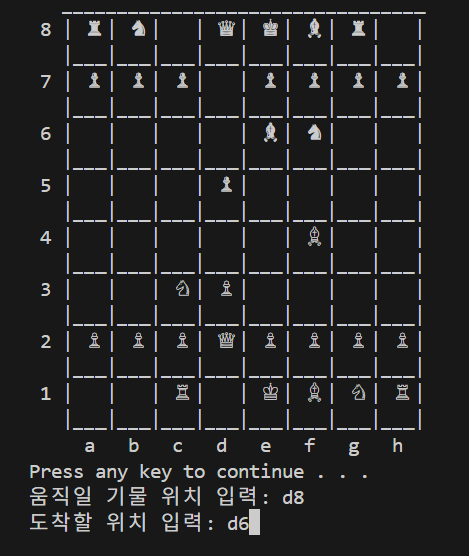 8 | ♜ | ♞ |   | ♛ | ♚ | ♝ | ♜ |   |
7 | ♟ | ♟ | ♟ |   | ♟ | ♟ | ♟ | ♟ |
6 |   |   |   |   | ♝ | ♞ |   |   |
5 |   |   |   | ♟ |   |   |   |   |
4 |   |   |   |   |   | ♗ |   |   |
3 |   |   | ♘ | ♙ |   |   |   |   |
2 | ♙ | ♙ | ♙ | ♕ | ♙ | ♙ | ♙ | ♙ |
1 |   |   | ♖ |   | ♔ | ♗ | ♘ | ♖ |
a b c d e f g h
Press any key to continue . . .
움직일 기물 위치 입력: d8
도착할 위치 입력: d6